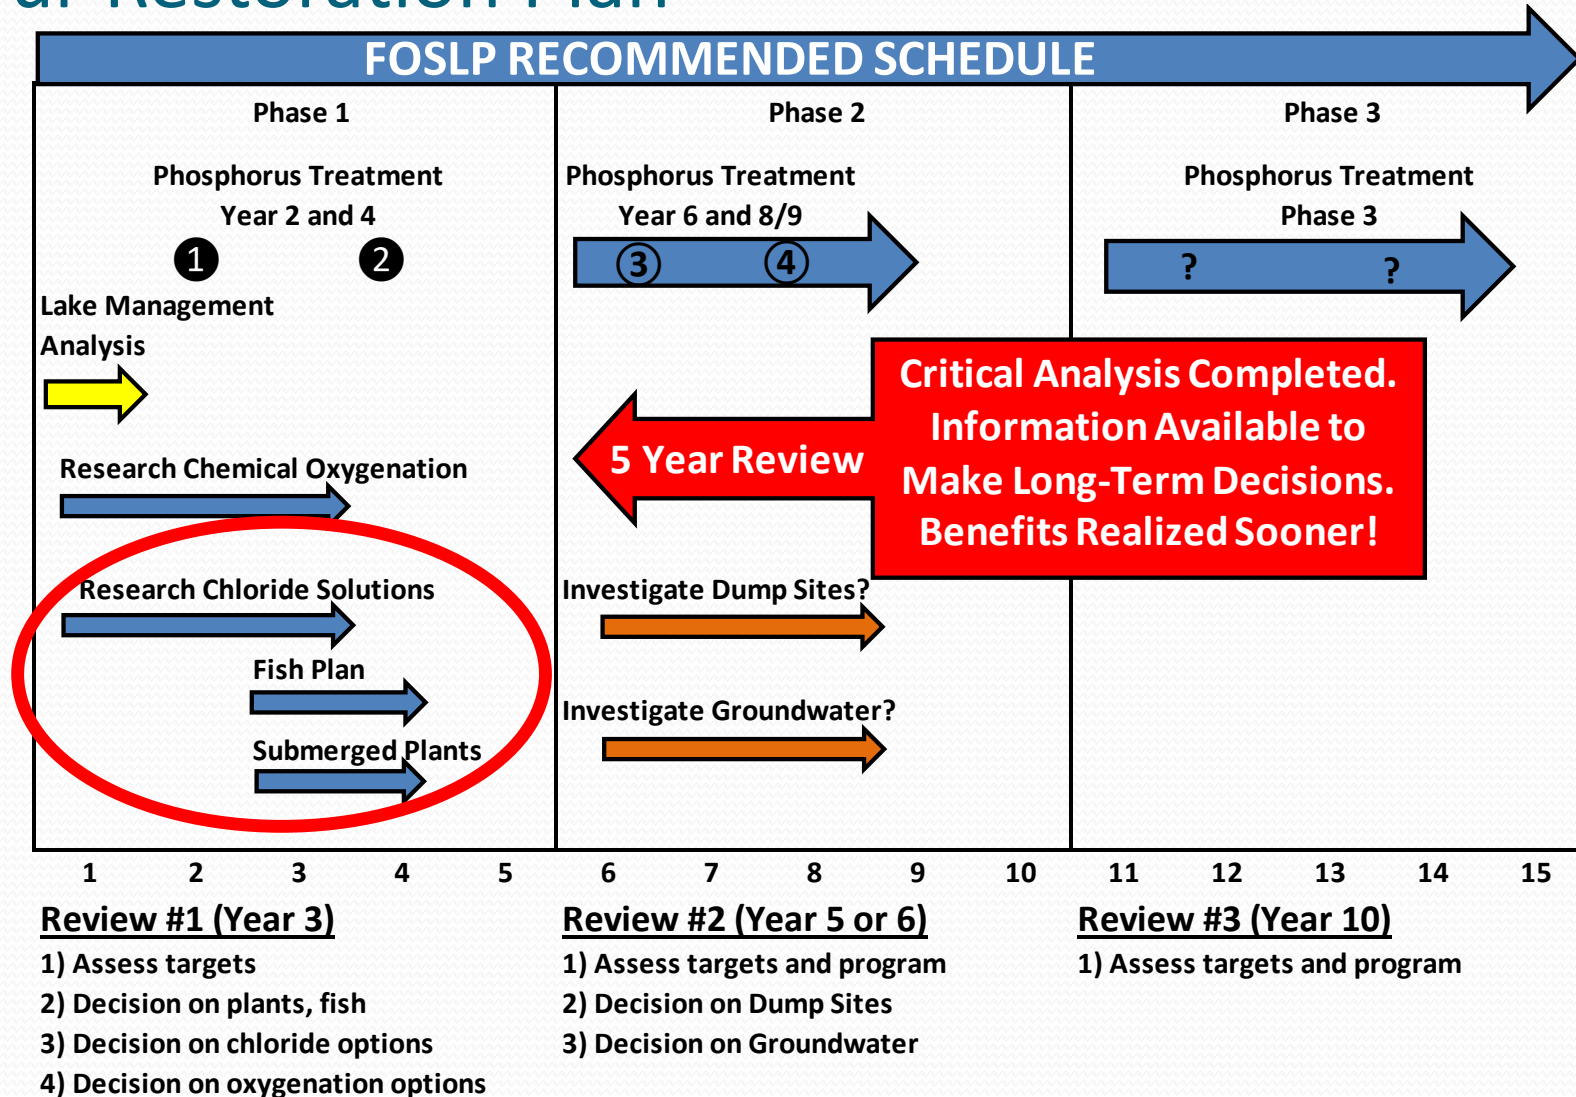 ur Restoration Plan
FOSLP RECOMMENDED SCHEDULE
Phase 1
Phase 2
Phase 3
Phosphorus Treatment
Year 2 and 4
Phosphorus Treatment
Year 6 and 8/9
Phosphorus Treatment
Phase 3
❶ ❷
③ ④
? ?
Lake Management
Analysis
Research Chemical Oxygenation
5 Year Review
Critical Analysis Completed.
Information Available to
Make Long-Term Decisions.
Benefits Realized Sooner!
Research Chloride Solutions
Fish Plan
Submerged Plants
Investigate Dump Sites?
Investigate Groundwater?
1 2 3 4 5 6 7 8 9 10 11 12 13 14 15
Review #1 (Year 3)
1) Assess targets
2) Decision on plants, fish
3) Decision on chloride options
4) Decision on oxygenation options
Review #2 (Year 5 or 6)
1) Assess targets and program
2) Decision on Dump Sites
3) Decision on Groundwater
Review #3 (Year 10)
1) Assess targets and program